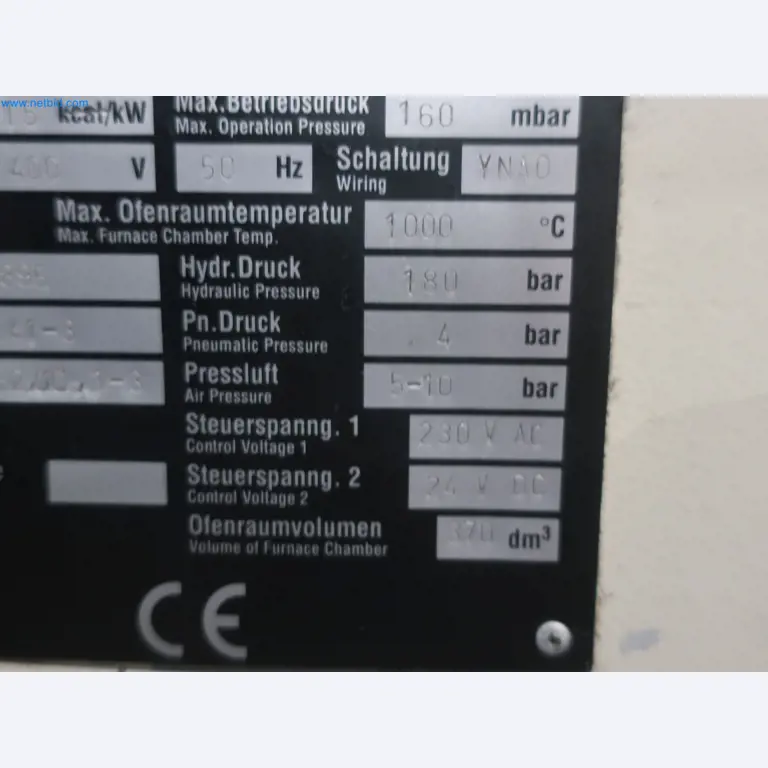 www.netbid.com
kcal/kW Max.Betriebsdruck 160 mbar
Max. Operation Pressure
400 V 50 Hz Schaltung
Wiring
Max. Ofenraumtemperatur 1000 °C
Max. Furnace Chamber Temp.
Hydr.Druck 180 bar
Hydraulic Pressure
Pn.Druck 4 bar
Pneumatic Pressure
Pressluft 5-10 bar
Air Pressure
Steuerspanng. 1 230 V AC
Control Voltage 1
Steuerspanng. 2 24 V DC
Control Voltage 2
Ofenraumvolumen 370 dm³
Volume of Furnace Chamber
CE